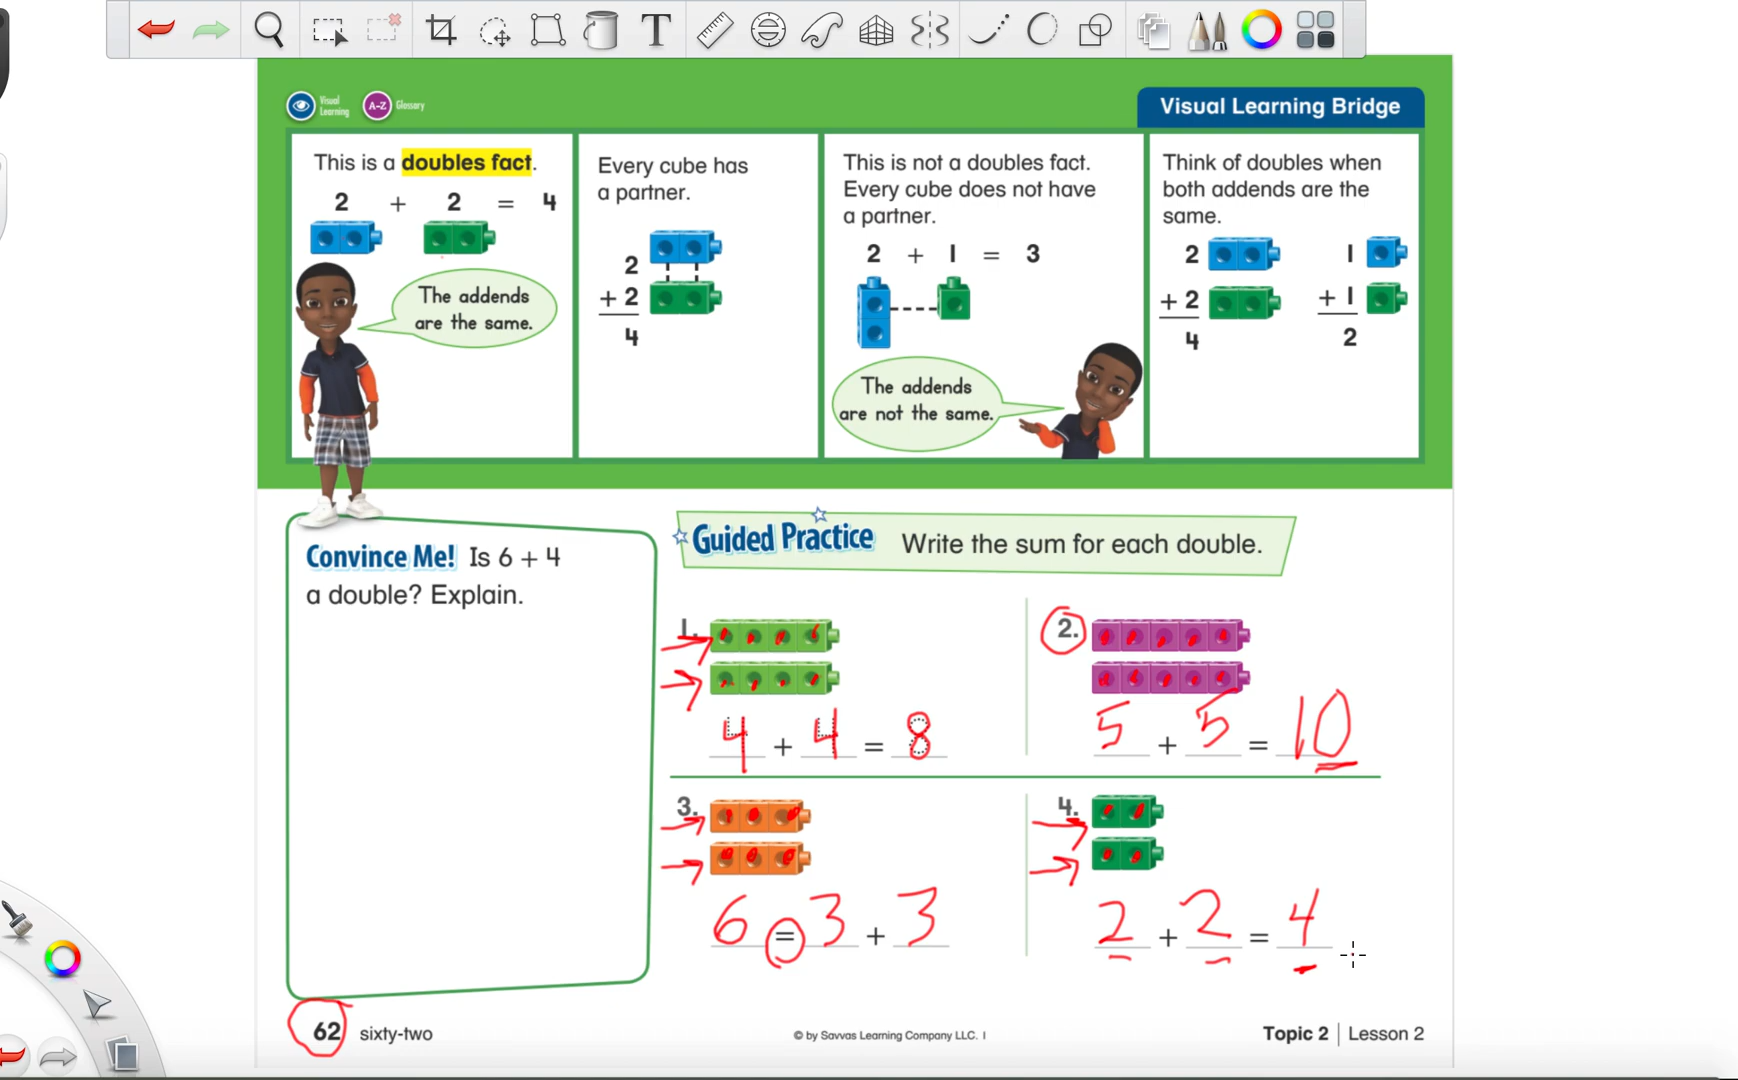 Visual Learning
A-Z Glossary
Visual Learning Bridge
This is a doubles fact.
2 + 2 = 4
The addends
are the same.
Every cube has
a partner.
2
+ 2
4
This is not a doubles fact.
Every cube does not have
a partner.
2 + 1 = 3
The addends
are not the same.
Think of doubles when
both addends are the
same.
2
+ 2
4
1
+ 1
2
Convince Me! Is 6 + 4
a double? Explain.
Guided Practice Write the sum for each double.
1.
4 + 4 = 8
2.
5 + 5 = 10
3.
6 = 3 + 3
4.
2 + 2 = 4
62 sixty-two
© by Savvas Learning Company LLC. 1
Topic 2 | Lesson 2